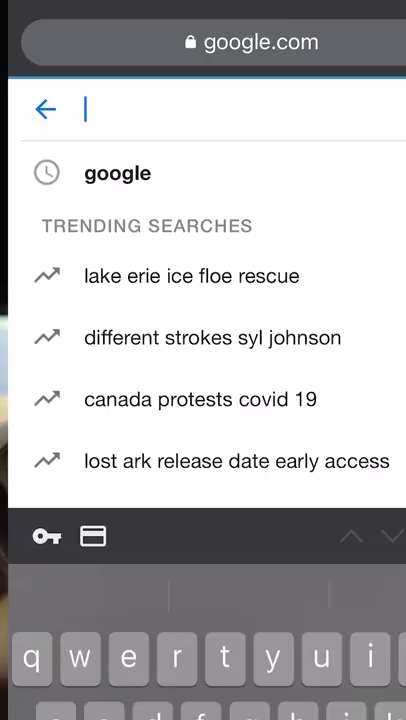 google.com
google
TRENDING SEARCHES
lake erie ice floe rescue
different strokes syl johnson
canada protests covid 19
lost ark release date early access
q w e r t y u i